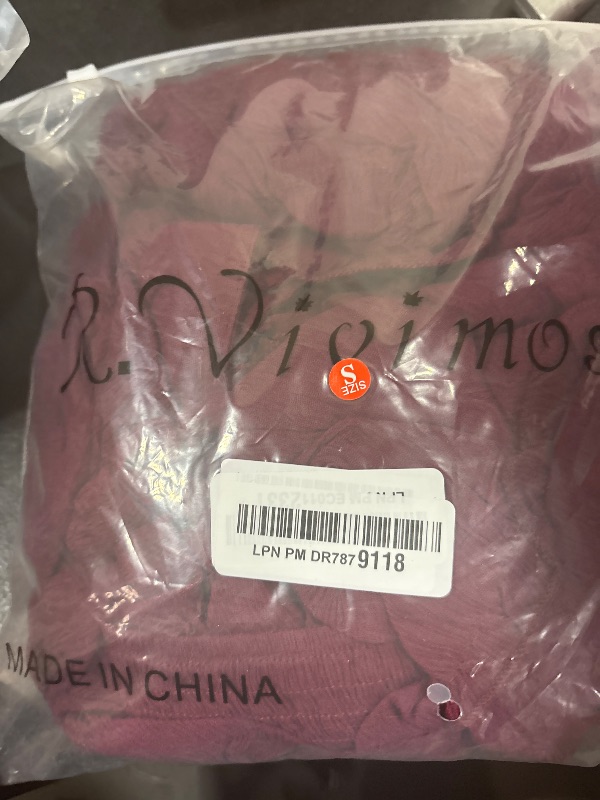 R.Vivimos
S
SIZE
LPN PM DR7879118
MADE IN CHINA